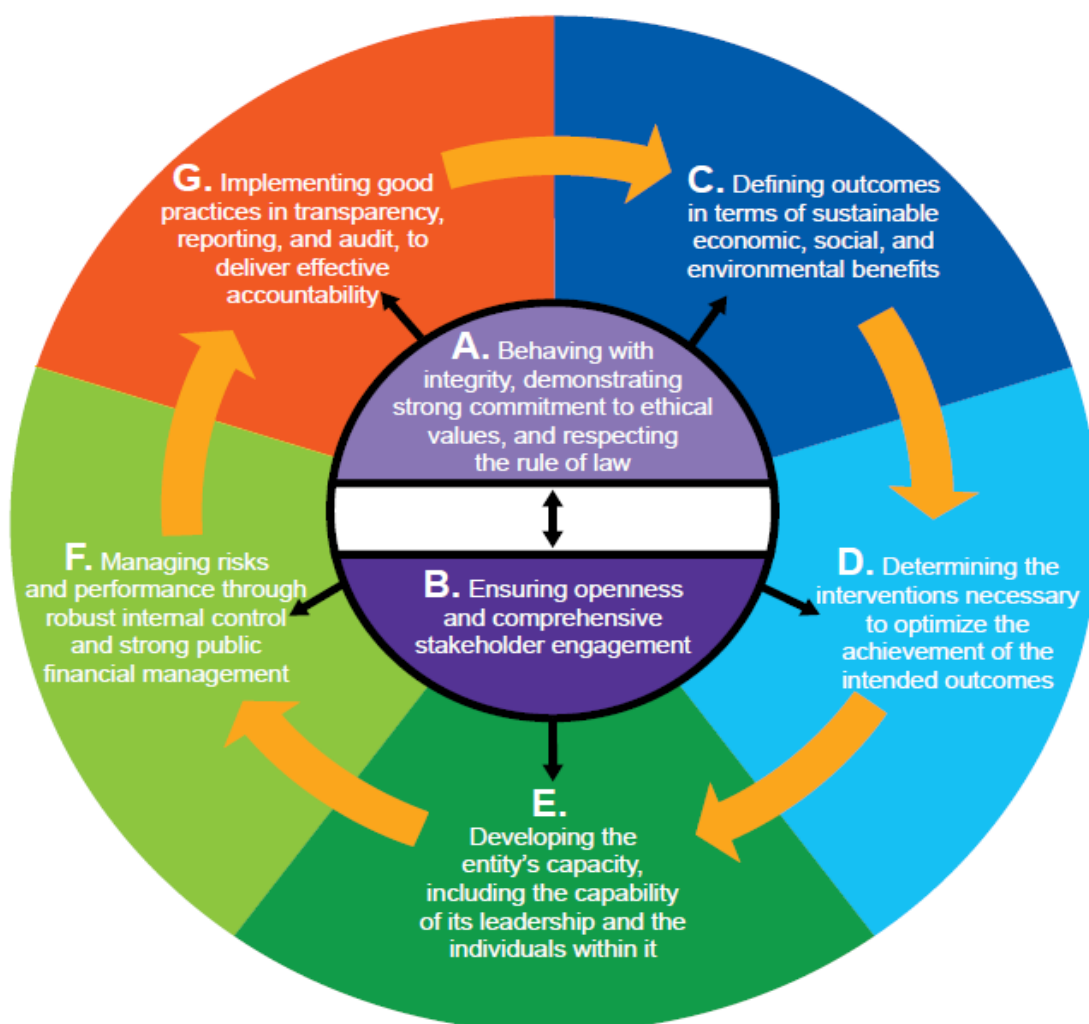 A. Behaving with
integrity, demonstrating
strong commitment to ethical
values, and respecting
the rule of law
B. Ensuring openness
and comprehensive
stakeholder engagement
C. Defining outcomes
in terms of sustainable
economic, social, and
environmental benefits
D. Determining the
interventions necessary
to optimize the
achievement of the
intended outcomes
E.
Developing the
entity's capacity,
including the capability
of its leadership and the
individuals within it
F. Managing risks
and performance through
robust internal control
and strong public
financial management
G. Implementing good
practices in transparency,
reporting, and audit, to
deliver effective
accountability